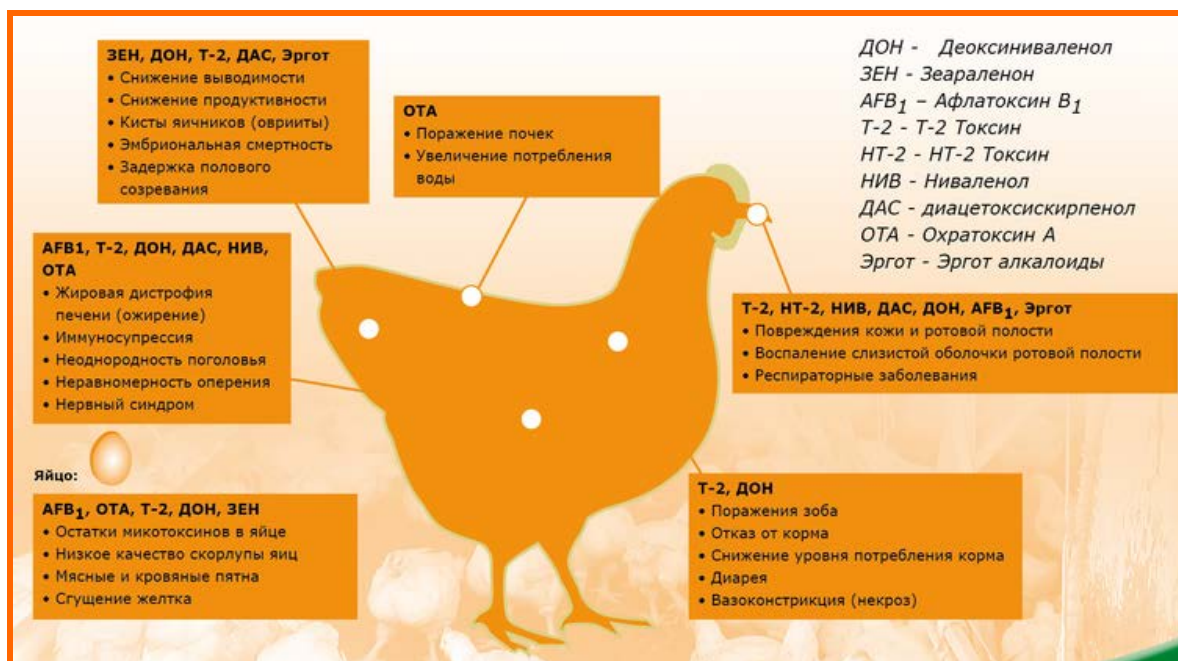 ЗЕН, ДОН, Т-2, ДАС, Эргот
• Снижение выводимости
• Снижение продуктивности
• Кисты яичников (оврииты)
• Эмбриональная смертность
• Задержка полового
созревания
ОТА
• Поражение почек
• Увеличение потребления
воды
ДОН - Деоксиниваленол
ЗЕН - Зеараленон
AFB1 – Афлатоксин B1
Т-2 - Т-2 Токсин
НТ-2 - НТ-2 Токсин
НИВ - Ниваленол
ДАС - диацетоксискирпенол
ОТА - Охратоксин А
Эргот - Эргот алкалоиды
AFB1, Т-2, ДОН, ДАС, НИВ,
ОТА
• Жировая дистрофия
печени (ожирение)
• Иммуносупрессия
• Неоднородность поголовья
• Неравномерность оперения
• Нервный синдром
Т-2, НТ-2, НИВ, ДАС, ДОН, AFB1, Эргот
• Повреждения кожи и ротовой полости
• Воспаление слизистой оболочки ротовой полости
• Респираторные заболевания
Яйцо:
AFB1, ОТА, Т-2, ДОН, ЗЕН
• Остатки микотоксинов в яйце
• Низкое качество скорлупы яиц
• Мясные и кровяные пятна
• Сгущение желтка
Т-2, ДОН
• Поражения зоба
• Отказ от корма
• Снижение уровня потребления корма
• Диарея
• Вазоконстрикция (некроз)